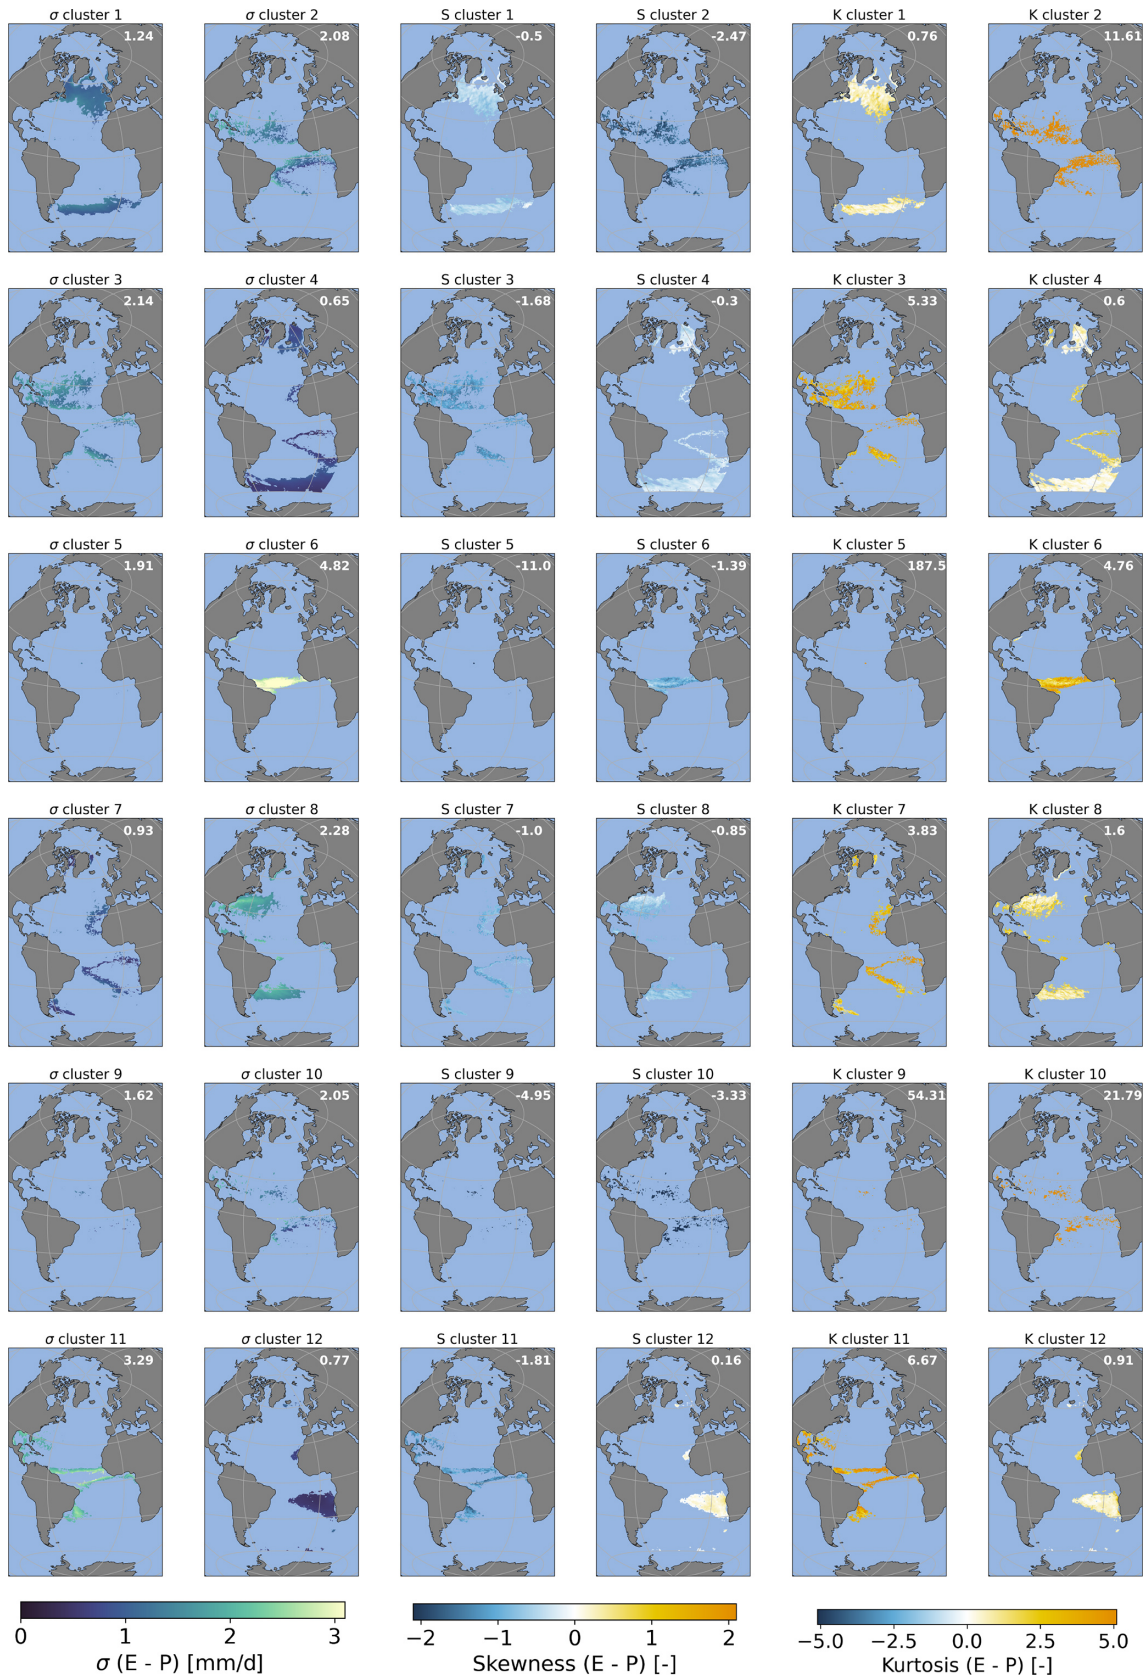 σ cluster 1 σ cluster 2 S cluster 1 S cluster 2 K cluster 1 K cluster 2
1.24 2.08 -0.5 -2.47 0.76 11.61
σ cluster 3 σ cluster 4 S cluster 3 S cluster 4 K cluster 3 K cluster 4
2.14 0.65 -1.68 -0.3 5.33 0.6
σ cluster 5 σ cluster 6 S cluster 5 S cluster 6 K cluster 5 K cluster 6
1.91 4.82 -11.0 -1.39 187.5 4.76
σ cluster 7 σ cluster 8 S cluster 7 S cluster 8 K cluster 7 K cluster 8
0.93 2.28 -1.0 -0.85 3.83 1.6
σ cluster 9 σ cluster 10 S cluster 9 S cluster 10 K cluster 9 K cluster 10
1.62 2.05 -4.95 -3.33 54.31 21.79
σ cluster 11 σ cluster 12 S cluster 11 S cluster 12 K cluster 11 K cluster 12
3.29 0.77 -1.81 0.16 6.67 0.91
0 1 2 3 −2 −1 0 1 2 −5.0 −2.5 0.0 2.5 5.0
σ (E - P) [mm/d] Skewness (E - P) [-] Kurtosis (E - P) [-]